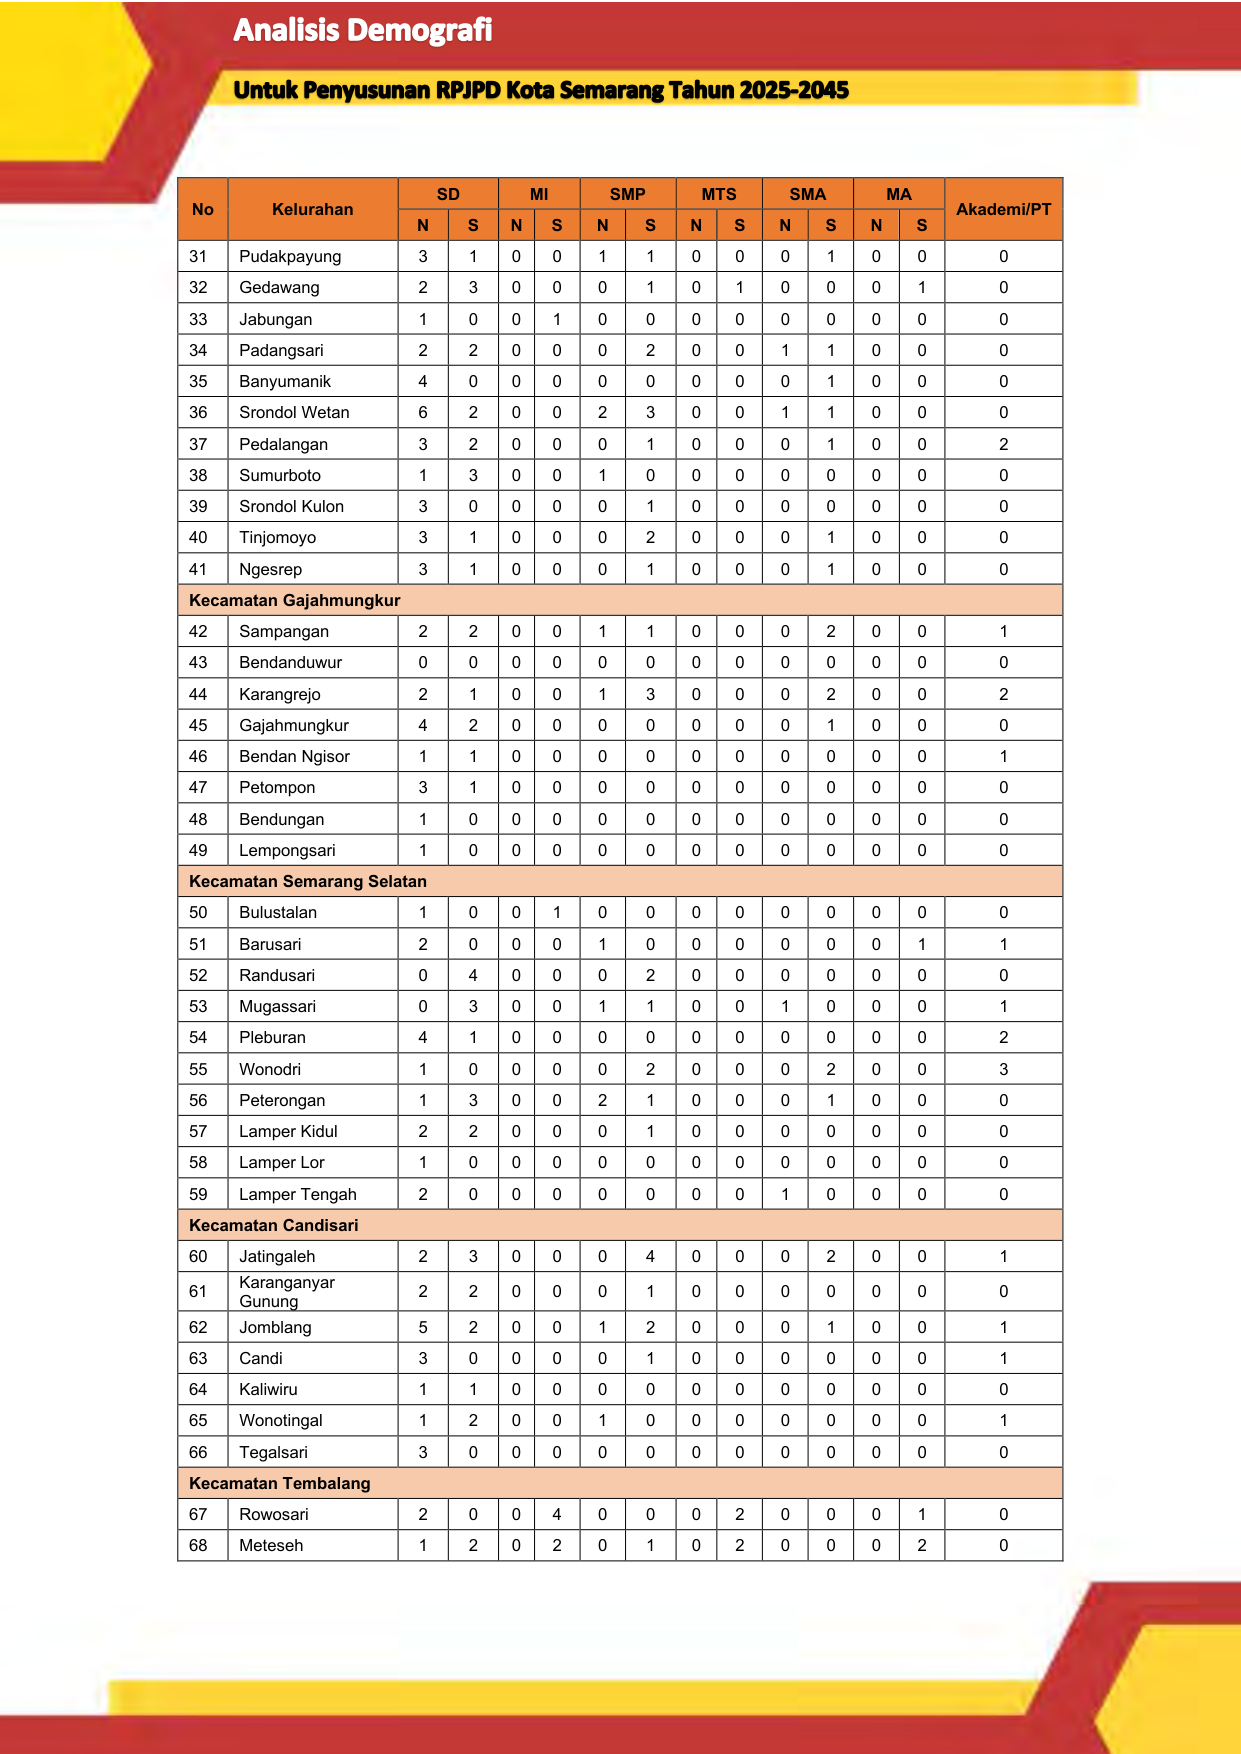 Analisis Demografi
Untuk Penyusunan RPJPD Kota Semarang Tahun 2025-2045
No Kelurahan SD MI SMP MTS SMA MA Akademi/PT
N S N S N S N S N S N S
31 Pudakpayung 3 1 0 0 1 1 0 0 0 1 0 0 0
32 Gedawang 2 3 0 0 0 1 0 1 0 0 0 1 0
33 Jabungan 1 0 0 1 0 0 0 0 0 0 0 0 0
34 Padangsari 2 2 0 0 0 2 0 0 1 1 0 0 0
35 Banyumanik 4 0 0 0 0 0 0 0 0 1 0 0 0
36 Srondol Wetan 6 2 0 0 2 3 0 0 1 1 0 0 0
37 Pedalangan 3 2 0 0 0 1 0 0 0 1 0 0 2
38 Sumurboto 1 3 0 0 1 0 0 0 0 0 0 0 0
39 Srondol Kulon 3 0 0 0 0 1 0 0 0 0 0 0 0
40 Tinjomoyo 3 1 0 0 0 2 0 0 0 1 0 0 0
41 Ngesrep 3 1 0 0 0 1 0 0 0 1 0 0 0
Kecamatan Gajahmungkur
42 Sampangan 2 2 0 0 1 1 0 0 0 2 0 0 1
43 Bendanduwur 0 0 0 0 0 0 0 0 0 0 0 0 0
44 Karangrejo 2 1 0 0 1 3 0 0 0 2 0 0 2
45 Gajahmungkur 4 2 0 0 0 0 0 0 0 1 0 0 0
46 Bendan Ngisor 1 1 0 0 0 0 0 0 0 0 0 0 1
47 Petompon 3 1 0 0 0 0 0 0 0 0 0 0 0
48 Bendungan 1 0 0 0 0 0 0 0 0 0 0 0 0
49 Lempongsari 1 0 0 0 0 0 0 0 0 0 0 0 0
Kecamatan Semarang Selatan
50 Bulustalan 1 0 0 1 0 0 0 0 0 0 0 0 0
51 Barusari 2 0 0 0 1 0 0 0 0 0 0 1 1
52 Randusari 0 4 0 0 0 2 0 0 0 0 0 0 0
53 Mugassari 0 3 0 0 1 1 0 0 1 0 0 0 1
54 Pleburan 4 1 0 0 0 0 0 0 0 0 0 0 2
55 Wonodri 1 0 0 0 0 2 0 0 0 2 0 0 3
56 Peterongan 1 3 0 0 2 1 0 0 0 1 0 0 0
57 Lamper Kidul 2 2 0 0 0 1 0 0 0 0 0 0 0
58 Lamper Lor 1 0 0 0 0 0 0 0 0 0 0 0 0
59 Lamper Tengah 2 0 0 0 0 0 0 0 1 0 0 0 0
Kecamatan Candisari
60 Jatingaleh 2 3 0 0 0 4 0 0 0 2 0 0 1
61 Karanganyar
Gunung 2 2 0 0 0 1 0 0 0 0 0 0 0
62 Jomblang 5 2 0 0 1 2 0 0 0 1 0 0 1
63 Candi 3 0 0 0 0 1 0 0 0 0 0 0 1
64 Kaliwiru 1 1 0 0 0 0 0 0 0 0 0 0 0
65 Wonotingal 1 2 0 0 1 0 0 0 0 0 0 0 1
66 Tegalsari 3 0 0 0 0 0 0 0 0 0 0 0 0
Kecamatan Tembalang
67 Rowosari 2 0 0 4 0 0 0 2 0 0 0 1 0
68 Meteseh 1 2 0 2 0 1 0 2 0 0 0 2 0